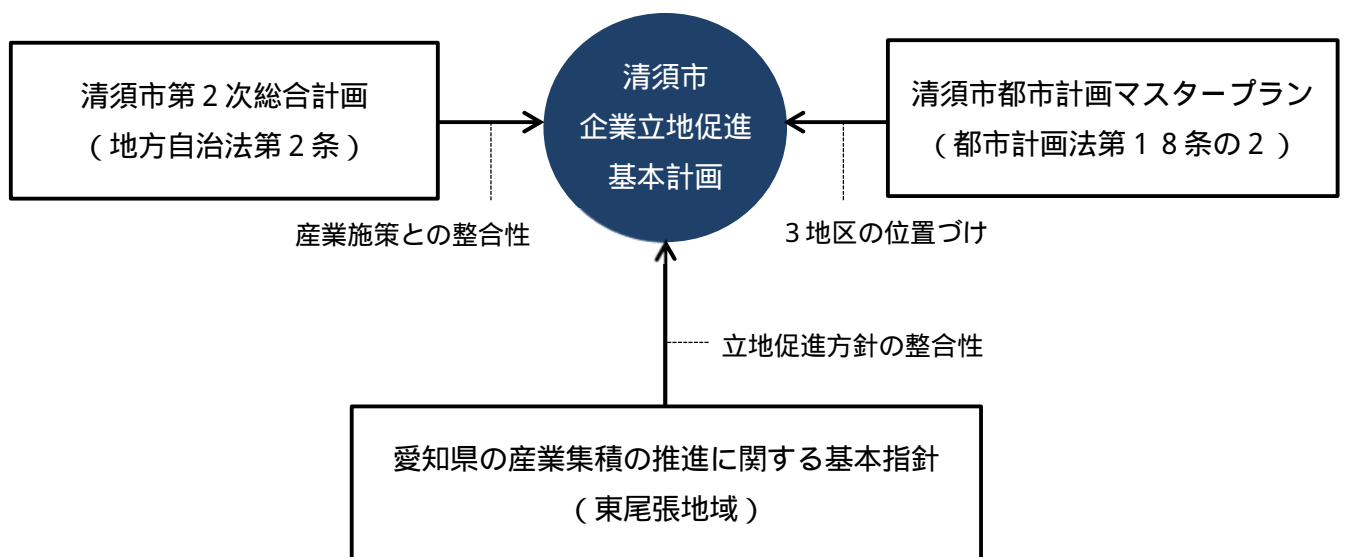 清須市第２次総合計画
（地方自治法第２条）
清須市
企業立地促進
基本計画
清須市都市計画マスタープラン
（都市計画法第１８条の２）
産業施策との整合性
３地区の位置づけ
立地促進方針の整合性
愛知県の産業集積の推進に関する基本指針
（東尾張地域）